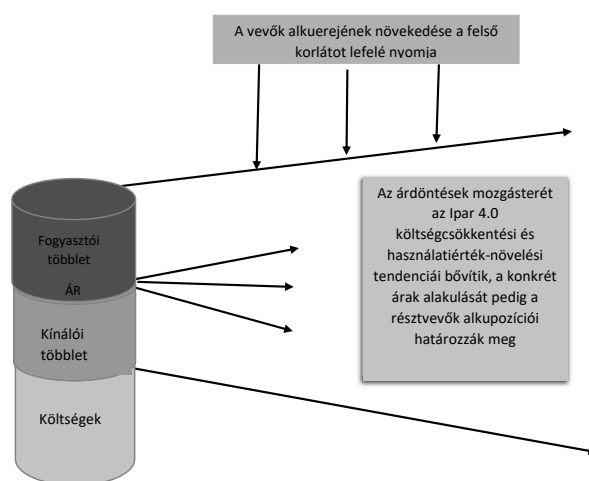 A vevők alkuerejének növekedése a felső
korlátot lefelé nyomja
Az árdöntések mozgásterét
az Ipar 4.0
költségcsökkentési és
használatiérték-növelési
tendenciái bővítik, a konkrét
árak alakulását pedig a
résztvevők alkupozíciói
határozzák meg
Fogyasztói
többlet
ÁR
Kínálói
többlet
Költségek